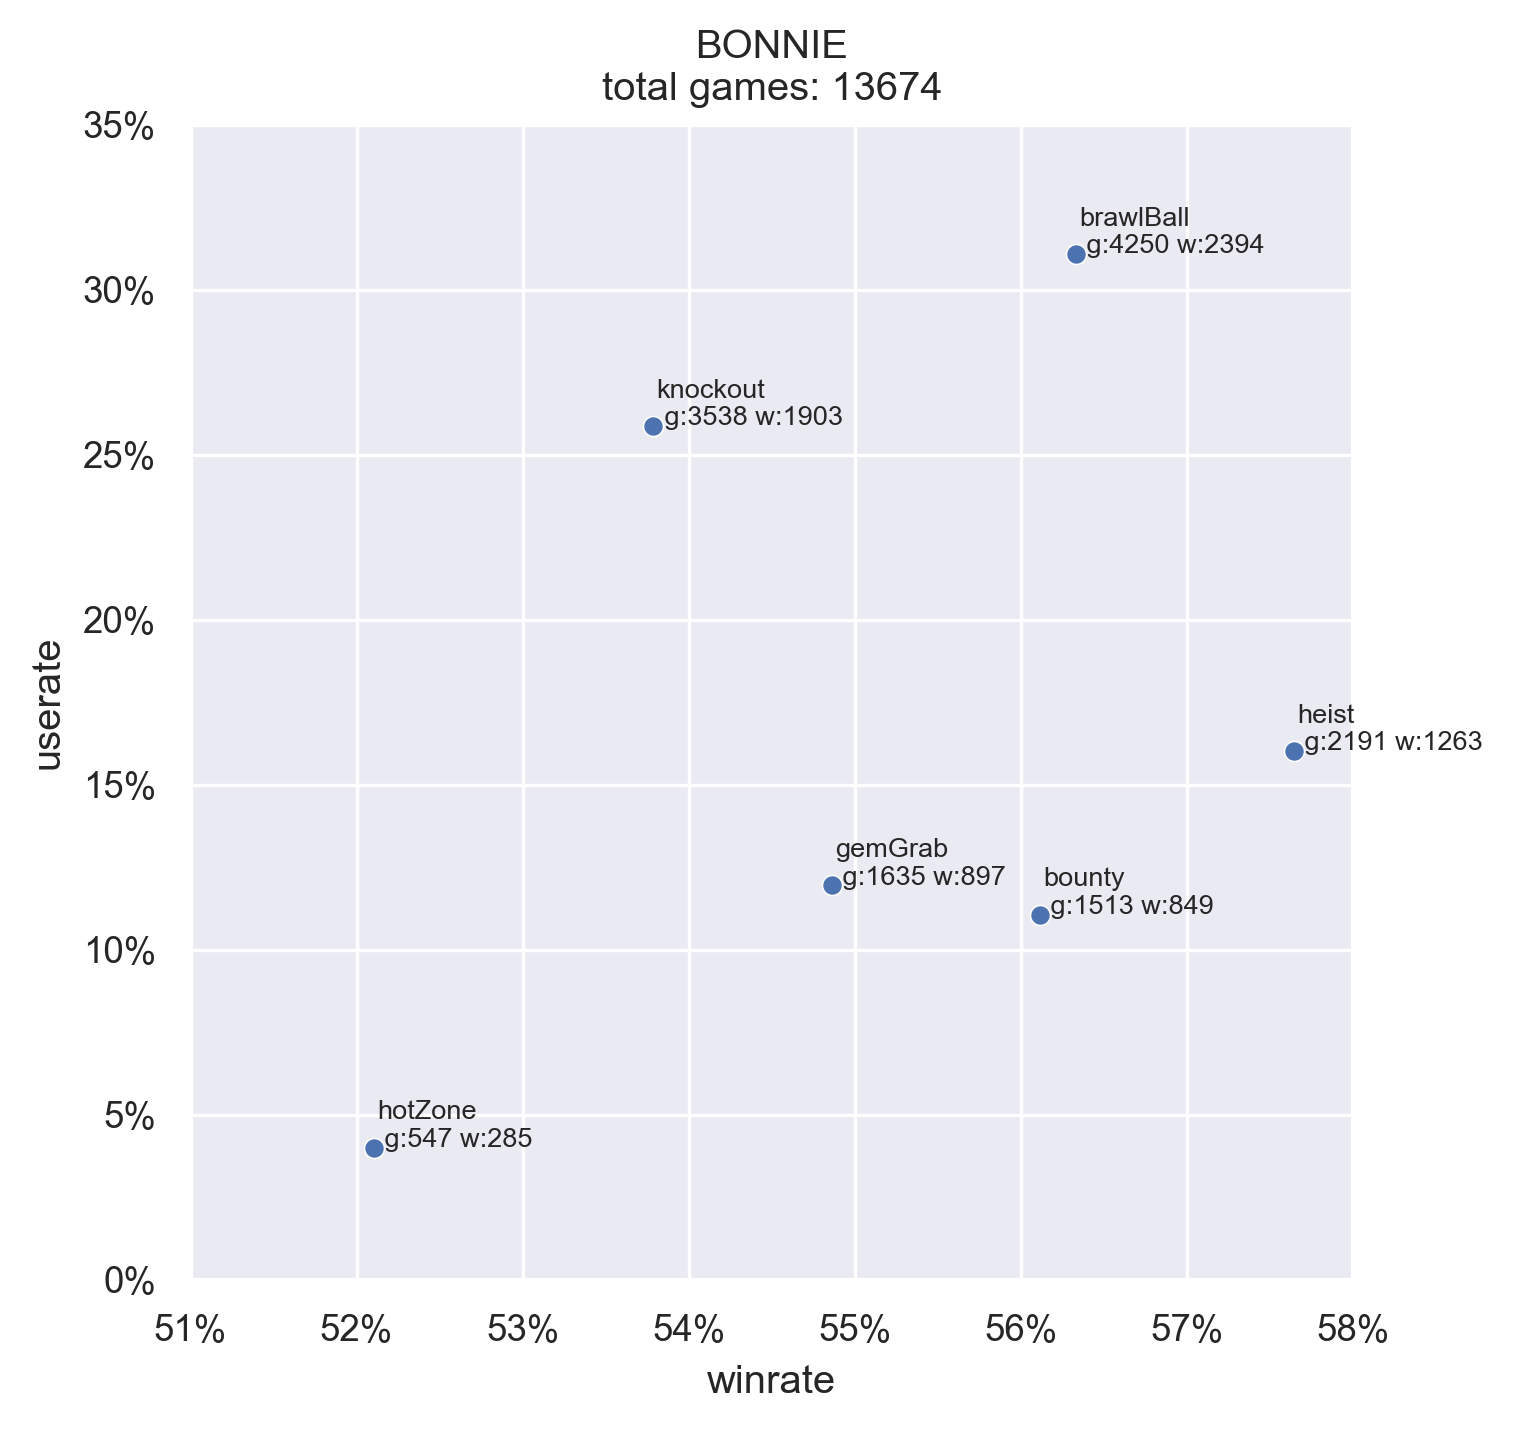 BONNIE
total games: 13674
35%
30%
25%
20%
15%
10%
5%
0%
userate
brawlBall
g:4250 w:2394
knockout
g:3538 w:1903
heist
g:2191 w:1263
gemGrab
g:1635 w:897
bounty
g:1513 w:849
hotZone
g:547 w:285
51% 52% 53% 54% 55% 56% 57% 58%
winrate